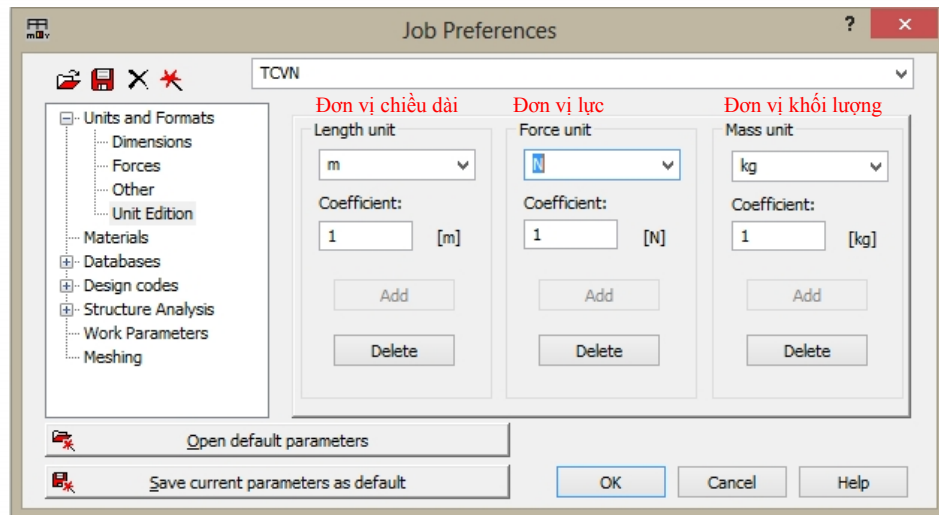 Job Preferences
?
TCVN
Units and Formats
Dimensions
Forces
Other
Unit Edition
Materials
Databases
Design codes
Structure Analysis
Work Parameters
Meshing
Đơn vị chiều dài
Length unit
m
Coefficient:
1 [m]
Add
Delete
Đơn vị lực
Force unit
N
Coefficient:
1 [N]
Add
Delete
Đơn vị khối lượng
Mass unit
kg
Coefficient:
1 [kg]
Add
Delete
Open default parameters
Save current parameters as default
OK
Cancel
Help